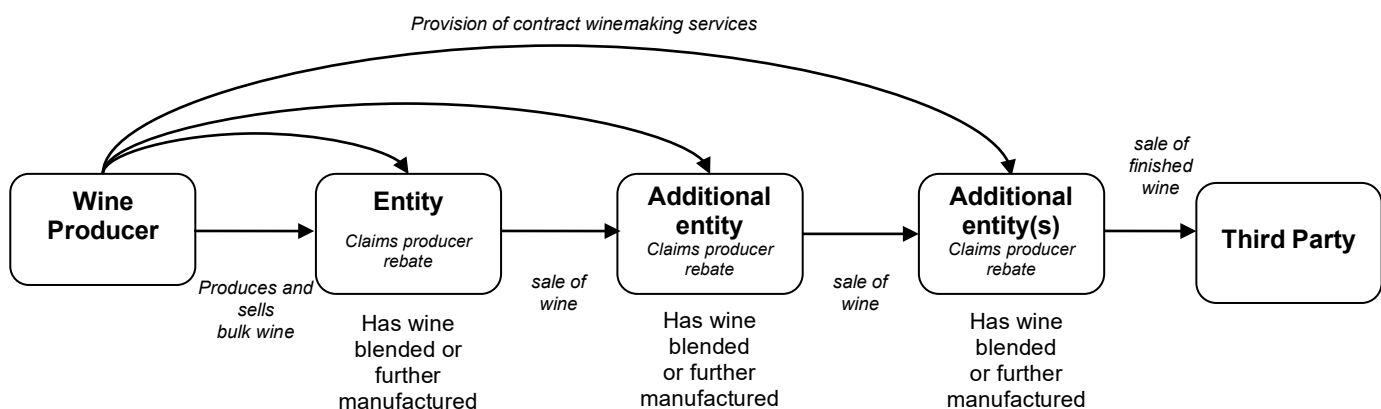 Provision of contract winemaking services
Wine
Producer
Produces and
sells
bulk wine
Entity
Claims producer
rebate
Has wine
blended or
further
manufactured
sale of
wine
Additional
entity
Claims producer
rebate
Has wine
blended
or further
manufactured
sale of
wine
Additional
entity(s)
Claims producer
rebate
Has wine
blended
or further
manufactured
sale of
finished
wine
Third Party